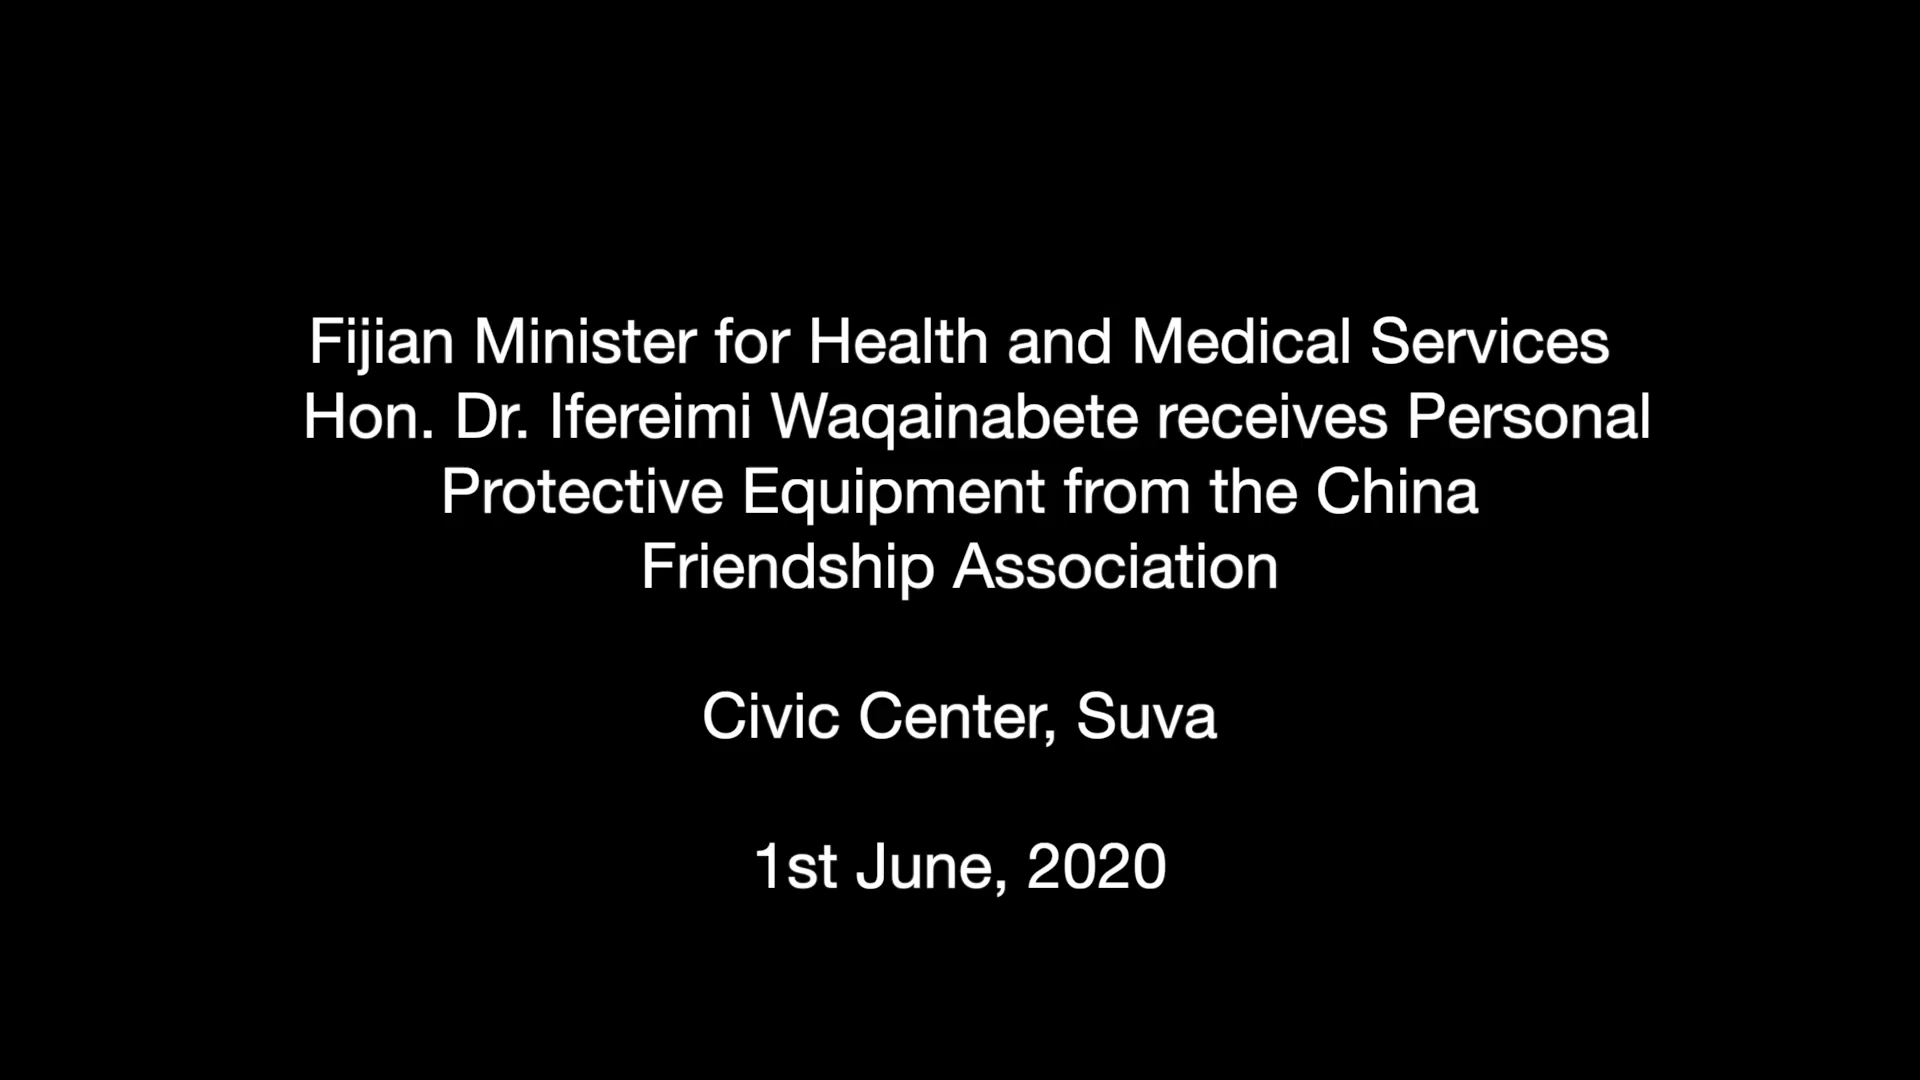 Fijian Minister for Health and Medical Services
Hon. Dr. Ifereimi Waqainabete receives Personal
Protective Equipment from the China
Friendship Association
Civic Center, Suva
1st June, 2020